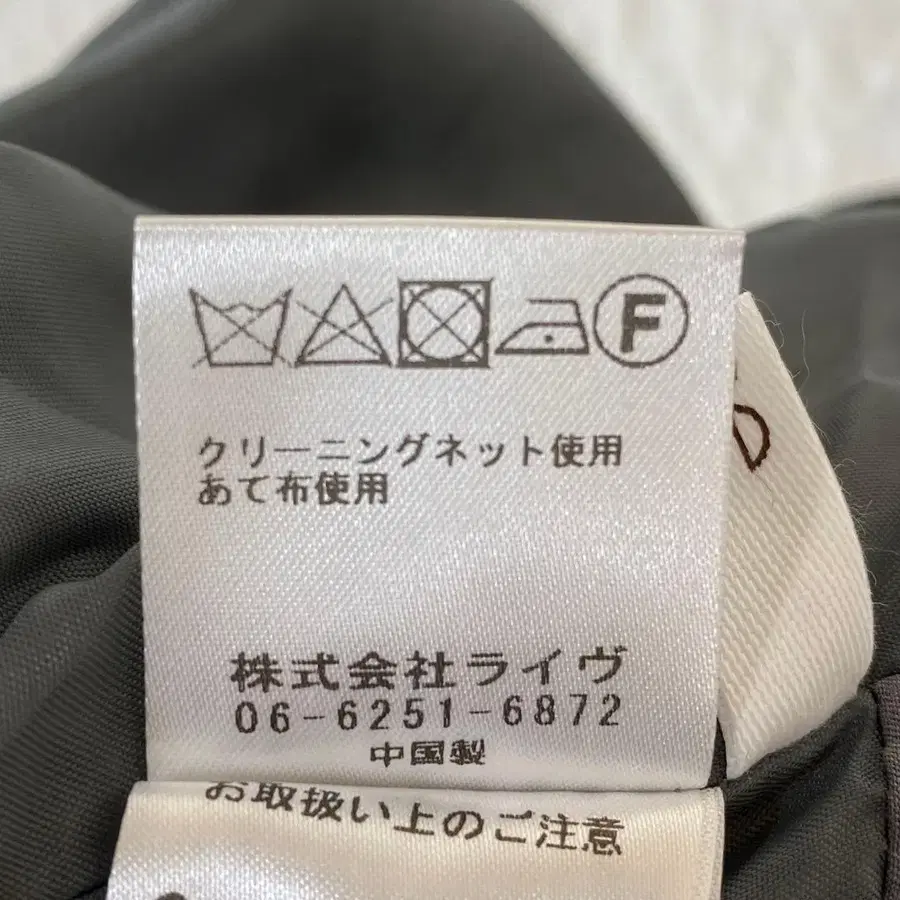 F
クリーニングネット使用
あて布使用
株式会社ライヴ
06-6251-6872
中国製
お取扱い上のご注意
D